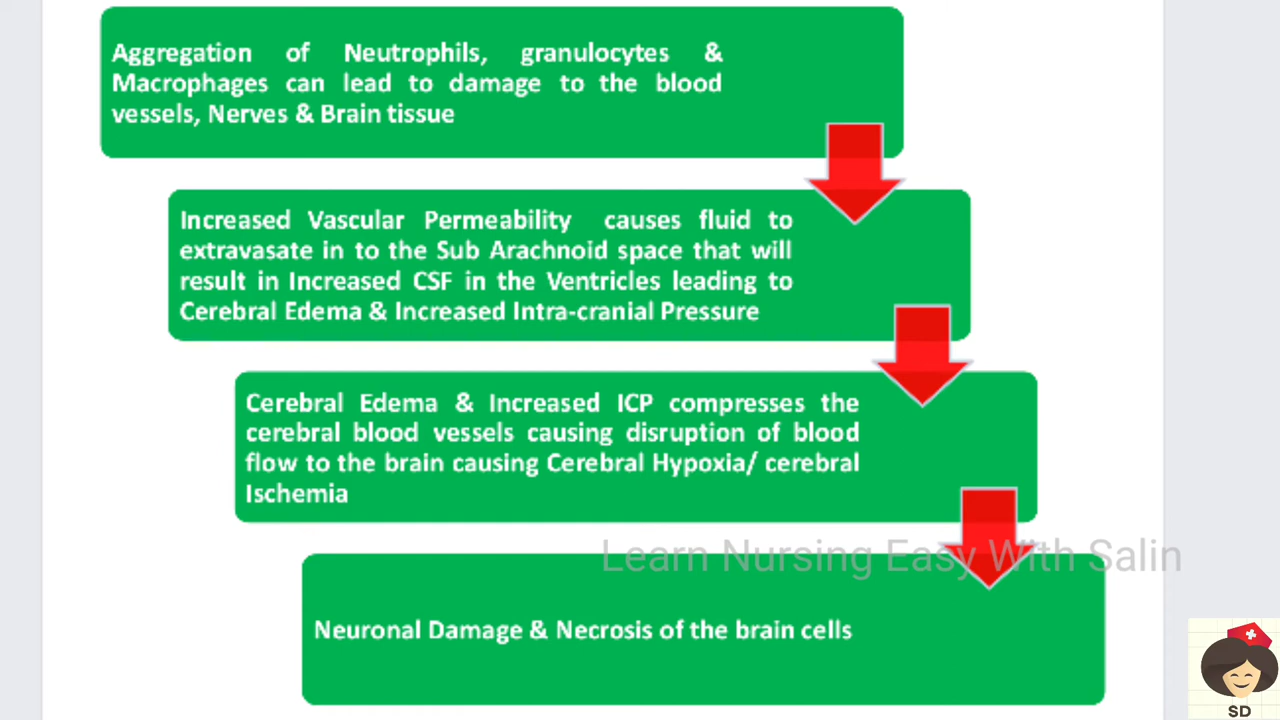 Aggregation of Neutrophils, granulocytes &
Macrophages can lead to damage to the blood
vessels, Nerves & Brain tissue
Increased Vascular Permeability causes fluid to
extravasate in to the Sub Arachnoid space that will
result in Increased CSF in the Ventricles leading to
Cerebral Edema & Increased Intra-cranial Pressure
Cerebral Edema & Increased ICP compresses the
cerebral blood vessels causing disruption of blood
flow to the brain causing Cerebral Hypoxia/ cerebral
Ischemia
Learn Nursing Easy With Salin
Neuronal Damage & Necrosis of the brain cells
SD